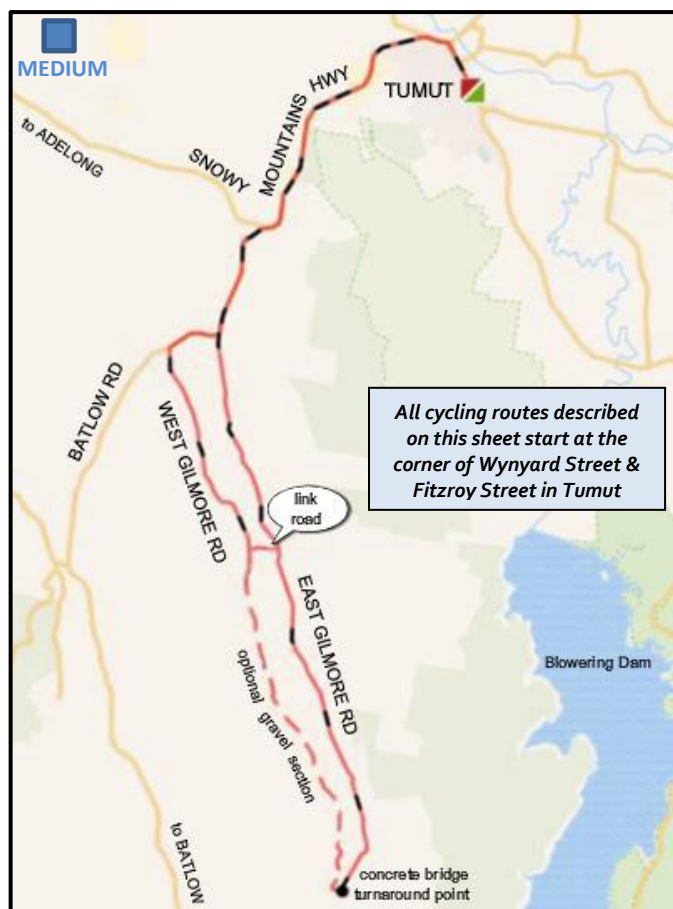 MEDIUM
TUMUT
HWY
MOUNTAINS
SNOWY
to ADELONG
BATLOW RD
WEST GILMORE RD
All cycling routes described
on this sheet start at the
corner of Wynyard Street &
Fitzroy Street in Tumut
link
road
EAST GILMORE RD
optional gravel section
Blowering Dam
to BATLOW
concrete bridge
turnaround point